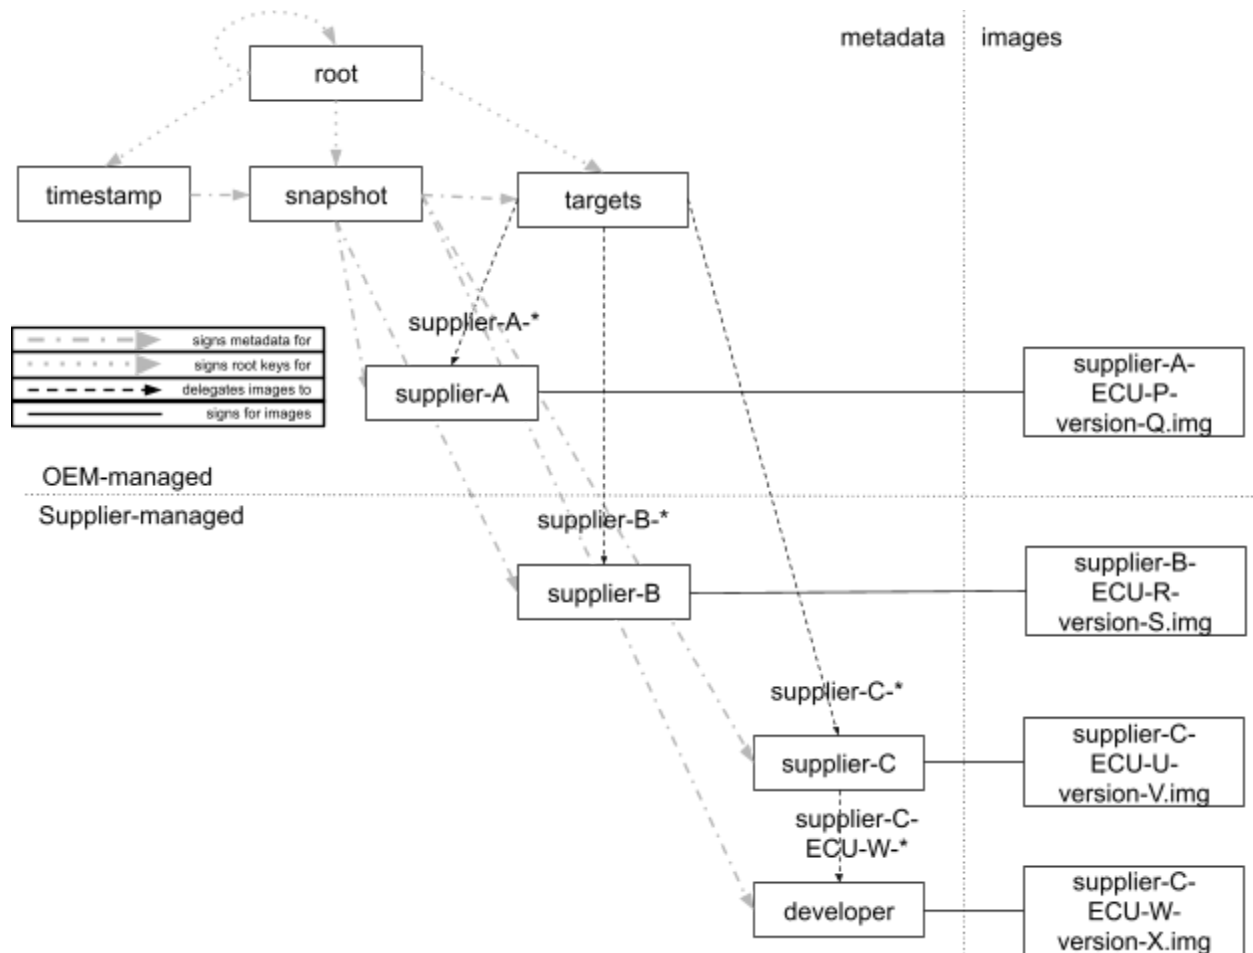 metadata
images
root
timestamp
snapshot
targets
supplier-A-*
signs metadata for
signs root keys for
delegates images to
signs for images
supplier-A
supplier-A-
ECU-P-
version-Q.img
OEM-managed
Supplier-managed
supplier-B-*
supplier-B
supplier-B-
ECU-R-
version-S.img
supplier-C-*
supplier-C
supplier-C-
ECU-U-
version-V.img
supplier-C-
ECU-W-*
developer
supplier-C-
ECU-W-
version-X.img